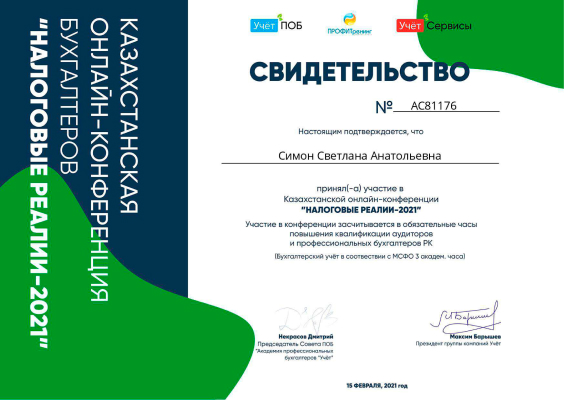 КАЗАХСТАНСКАЯ
ОНЛАЙН-КОНФЕРЕНЦИЯ
БУХГАЛТЕРОВ
“НАЛОГОВЫЕ РЕАЛИИ-2021”
Учёт ПОБ
ПРОФИТренинг
Учёт Сервисы
СВИДЕТЕЛЬСТВО
№ AC81176
Настоящим подтверждается, что
Симон Светлана Анатольевна
принял(-а) участие в
Казахстанской онлайн-конференции
“НАЛОГОВЫЕ РЕАЛИИ-2021”
Участие в конференции засчитывается в обязательные часы
повышения квалификации аудиторов
и профессиональных бухгалтеров РК
(Бухгалтерский учёт в соотвествии с МСФО 3 академ. часа)
Некрасов Дмитрий
Председатель Совета ПОБ
"Академия профессиональных
бухгалтеров "Учёт"
Максим Барышев
Президент группы компаний Учёт
15 ФЕВРАЛЯ, 2021 год